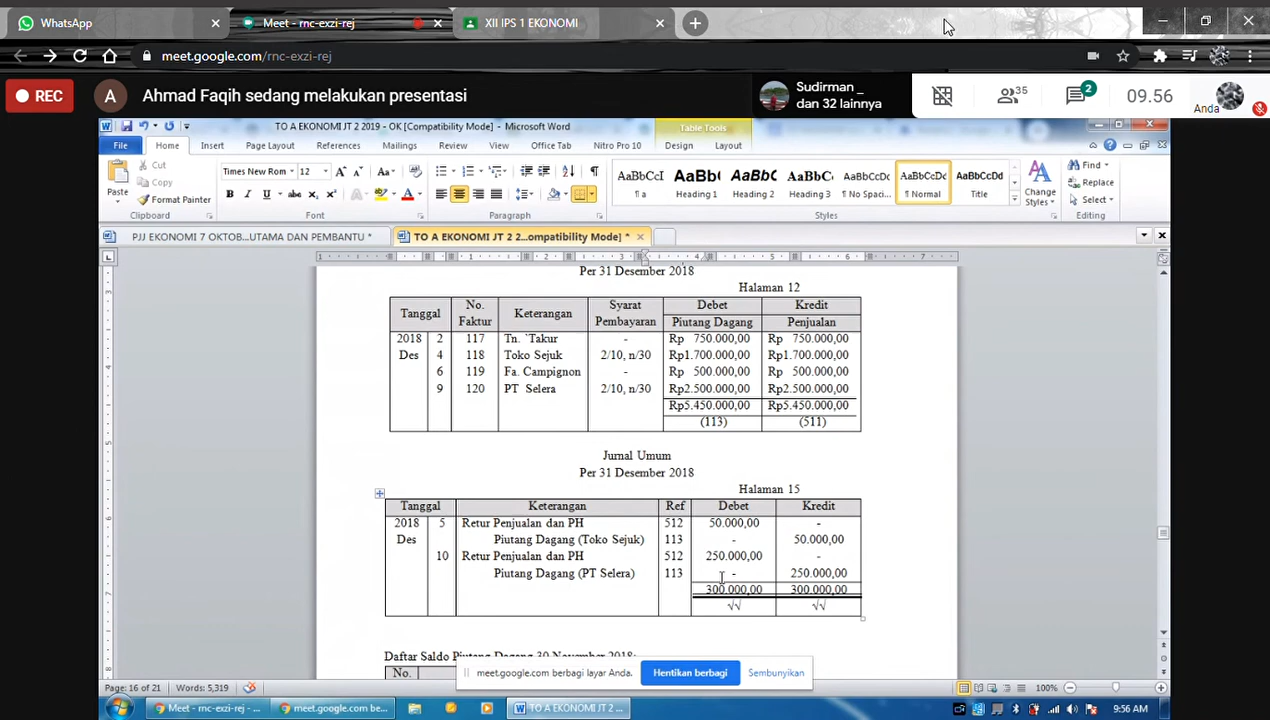 WhatsApp
Meet - rnc-exzi-rej
XII IPS 1 EKONOMI
meet.google.com/rnc-exzi-rej
REC
A
Ahmad Faqih sedang melakukan presentasi
Sudirman _
dan 32 lainnya
35
2
09.56
Anda
TO A EKONOMI JT 2 2019 - OK [Compatibility Mode] - Microsoft Word
Table Tools
File Home Insert Page Layout References Mailings Review View Office Tab Nitro Pro 10 Design Layout
Paste
Cut
Copy
Format Painter
Times New Rom 12
AaBbCcI AaBb( AaBbC AaBbC AaBbCcDc AaBbCcDc AaBbCcDd
¶ a Heading 1 Heading 2 Heading 3 ¶ No Spaci... ¶ Normal Title
Change
Styles
Find
Replace
Select
Clipboard Font Paragraph Styles Editing
PJJ EKONOMI 7 OKTOB...UTAMA DAN PEMBANTU *
TO A EKONOMI JT 2 2...ompatibility Mode] *
Per 31 Desember 2018
Halaman 12
Tanggal No. Faktur Keterangan Syarat Pembayaran Debet Kredit
Piutang Dagang Penjualan
2018 2 117 Tn. `Takur - Rp 750.000,00 Rp 750.000,00
Des 4 118 Toko Sejuk 2/10, n/30 Rp1.700.000,00 Rp1.700.000,00
6 119 Fa. Campignon - Rp 500.000,00 Rp 500.000,00
9 120 PT Selera 2/10, n/30 Rp2.500.000,00 Rp2.500.000,00
Rp5.450.000,00 Rp5.450.000,00
(113) (511)
Jurnal Umum
Per 31 Desember 2018
Halaman 15
Tanggal Keterangan Ref Debet Kredit
2018 5 Retur Penjualan dan PH 512 50.000,00 -
Des Piutang Dagang (Toko Sejuk) 113 - 50.000,00
10 Retur Penjualan dan PH 512 250.000,00 -
Piutang Dagang (PT Selera) 113 - 250.000,00
300.000,00 300.000,00
√√ √√
Daftar Saldo Piutang Dagang 30 November 2018:
No.
meet.google.com berbagi layar Anda.
Hentikan berbagi
Sembunyikan
Page: 16 of 21
Words: 5,319
100%
Meet - rnc-exzi-rej - ...
meet.google.com be...
TO A EKONOMI JT 2 ...
9:56 AM